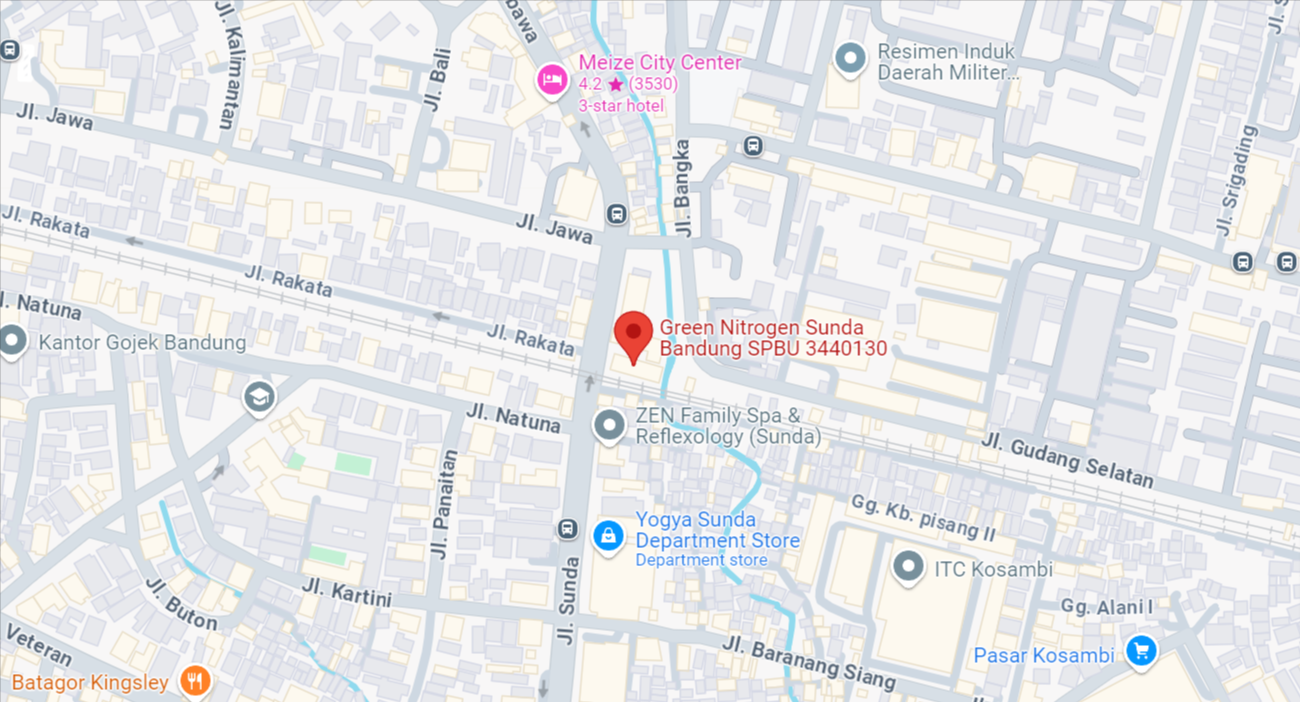 Jl. Kalimantan
Jl. Bali
bawa
Meize City Center
4.2 ★ (3530)
3-star hotel
Resimen Induk
Daerah Militer...
Jl. S
Jl. Jawa
Jl. Bangka
Jl. Srigading
Jl. Rakata
Jl. Jawa
Jl. Rakata
l. Natuna
Jl. Rakata
Kantor Gojek Bandung
Green Nitrogen Sunda
Bandung SPBU 3440130
Jl. Natuna
ZEN Family Spa &
Reflexology (Sunda)
Jl. Gudang Selatan
Jl. Panaitan
Gg. Kb. pisang II
Yogya Sunda
Department Store
Department store
ITC Kosambi
Jl. Buton
Jl. Kartini
Jl. Sunda
Gg. Alani I
Veteran
Jl. Baranang Siang
Pasar Kosambi
Batagor Kingsley